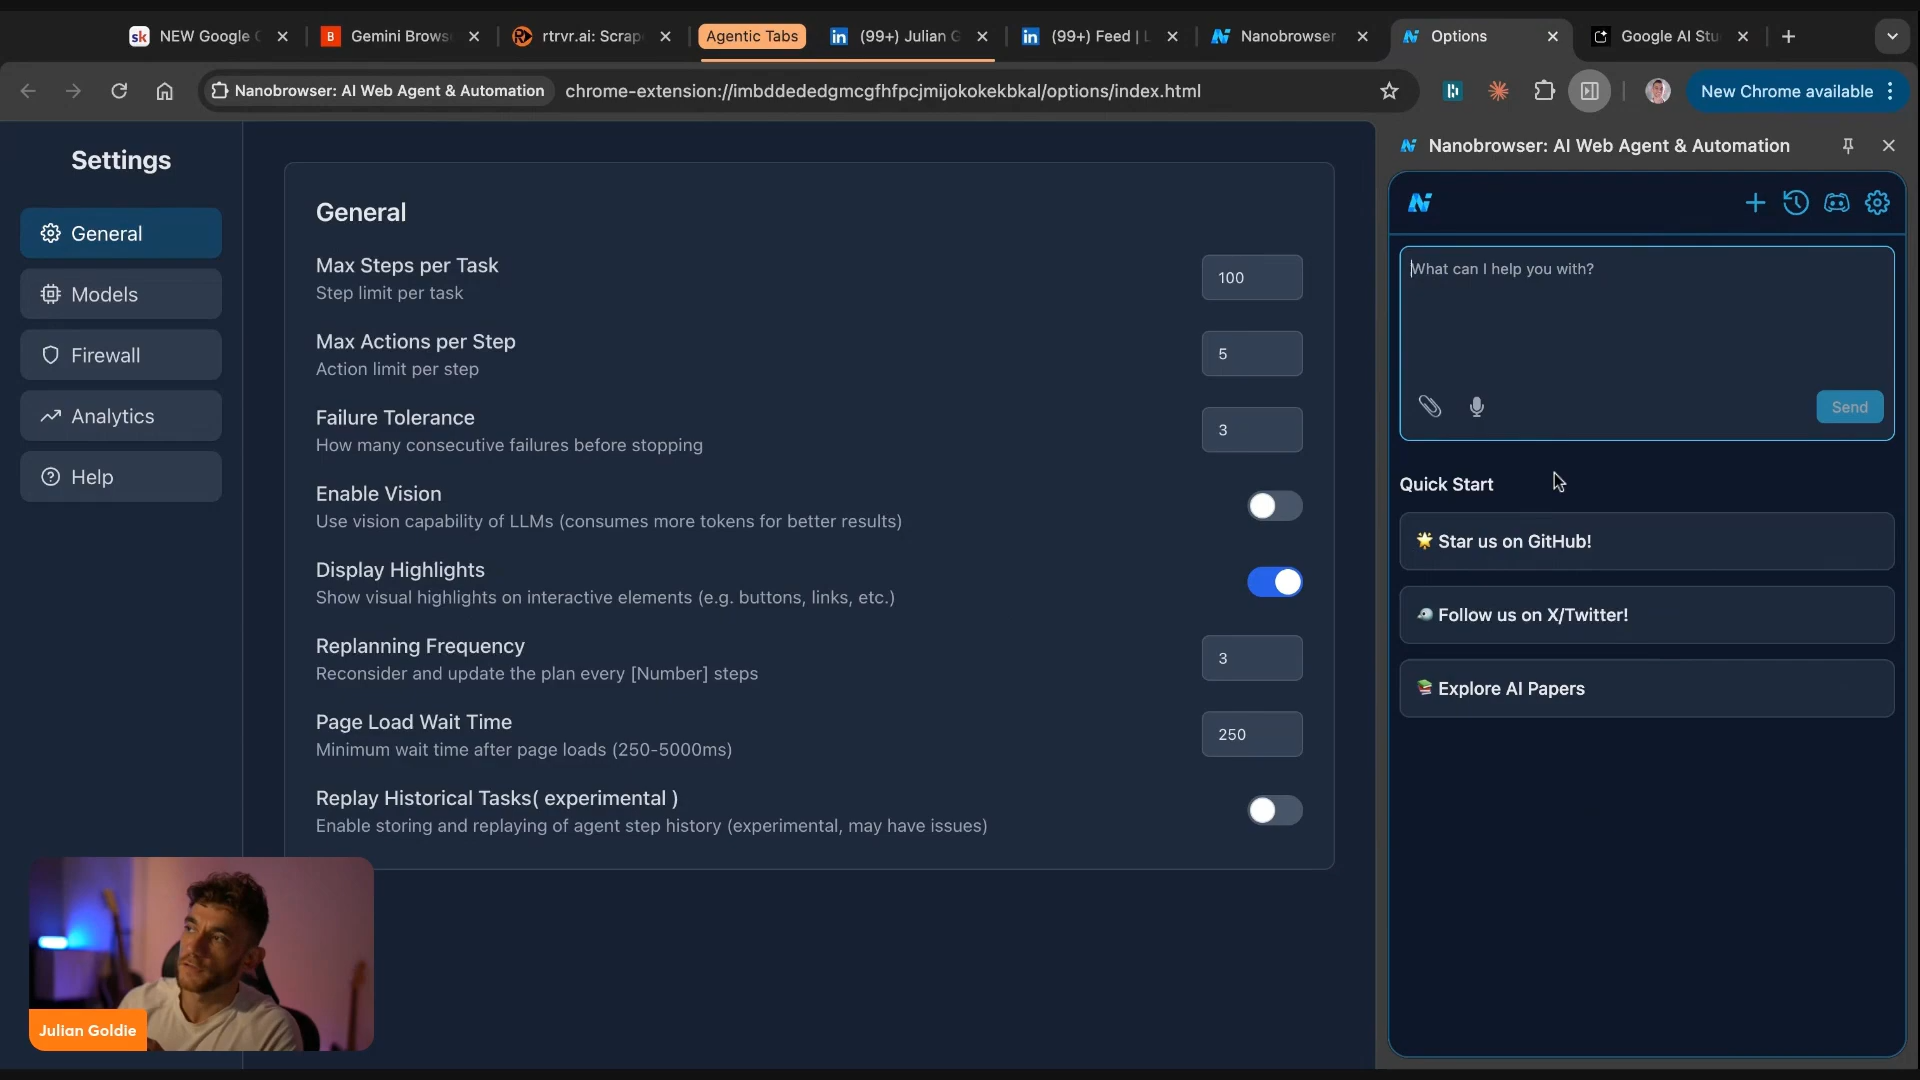 sk NEW Google
B Gemini Brows
rtrvr.ai: Scrap
Agentic Tabs
in (99+) Julian G
in (99+) Feed | L
Nanobrowser
Options
Google AI Stu
Nanobrowser: AI Web Agent & Automation
chrome-extension://imbddededgmcgfhfpcjmijokokekbkal/options/index.html
New Chrome available
Settings
General
Models
Firewall
Analytics
Help
General
Max Steps per Task
Step limit per task
100
Max Actions per Step
Action limit per step
5
Failure Tolerance
How many consecutive failures before stopping
3
Enable Vision
Use vision capability of LLMs (consumes more tokens for better results)
Display Highlights
Show visual highlights on interactive elements (e.g. buttons, links, etc.)
Replanning Frequency
Reconsider and update the plan every [Number] steps
3
Page Load Wait Time
Minimum wait time after page loads (250-5000ms)
250
Replay Historical Tasks( experimental )
Enable storing and replaying of agent step history (experimental, may have issues)
Nanobrowser: AI Web Agent & Automation
What can I help you with?
Send
Quick Start
🌟 Star us on GitHub!
Follow us on X/Twitter!
📚 Explore AI Papers
Julian Goldie